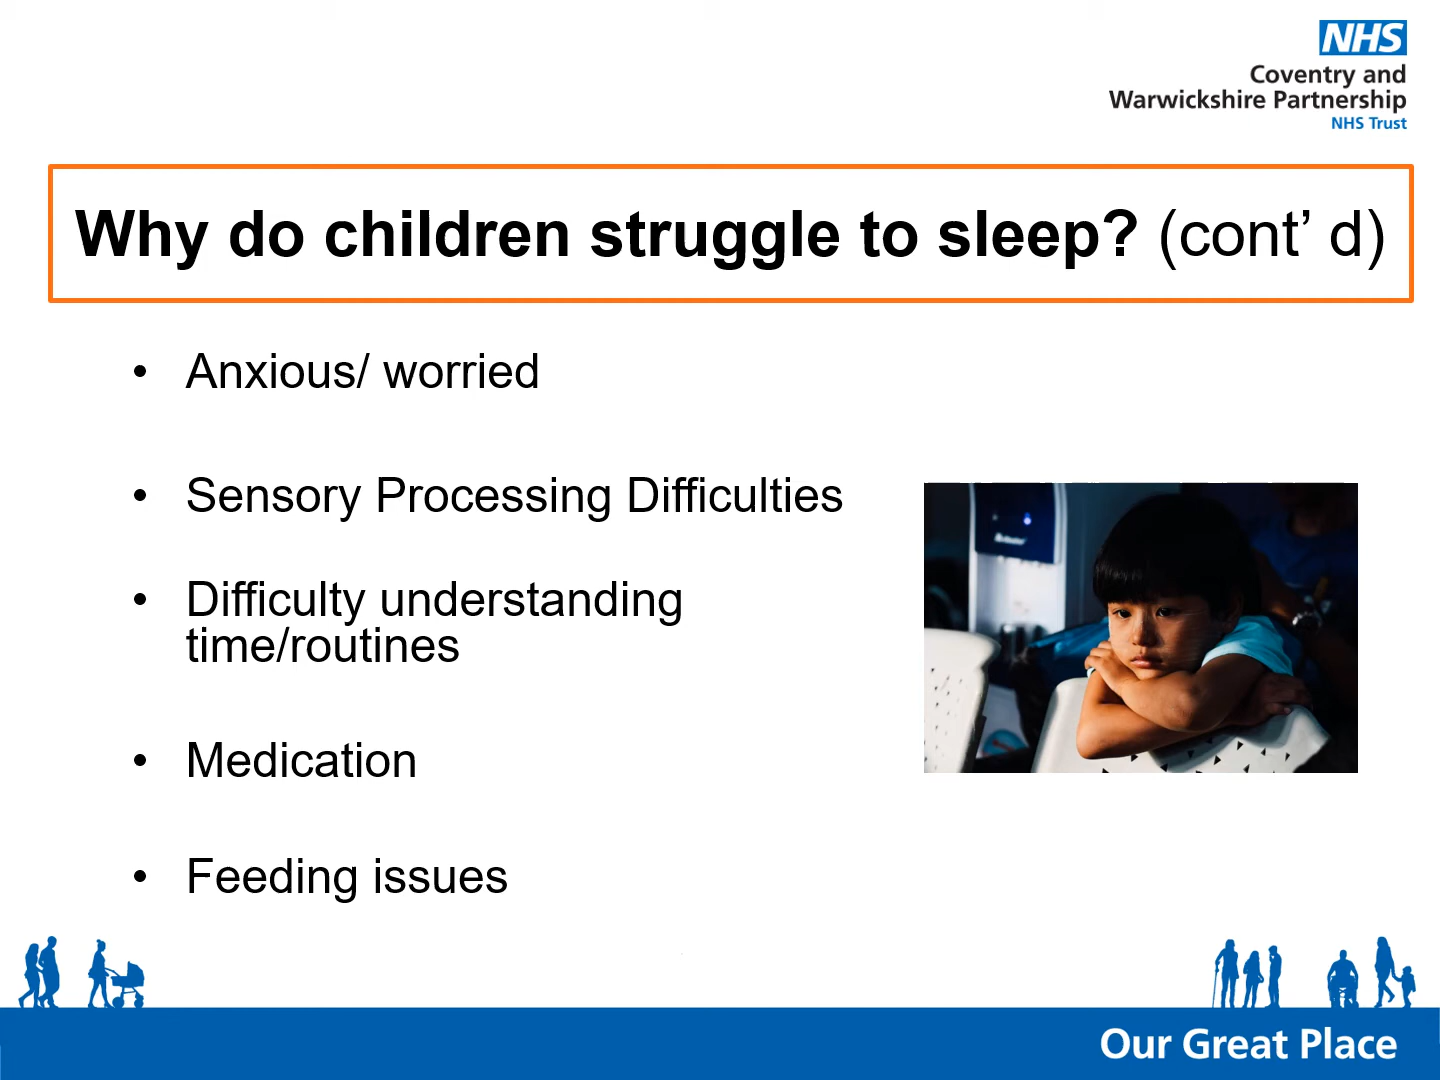 NHS
Coventry and
Warwickshire Partnership
NHS Trust
Why do children struggle to sleep? (cont’ d)
• Anxious/ worried
• Sensory Processing Difficulties
• Difficulty understanding
time/routines
• Medication
• Feeding issues
Our Great Place